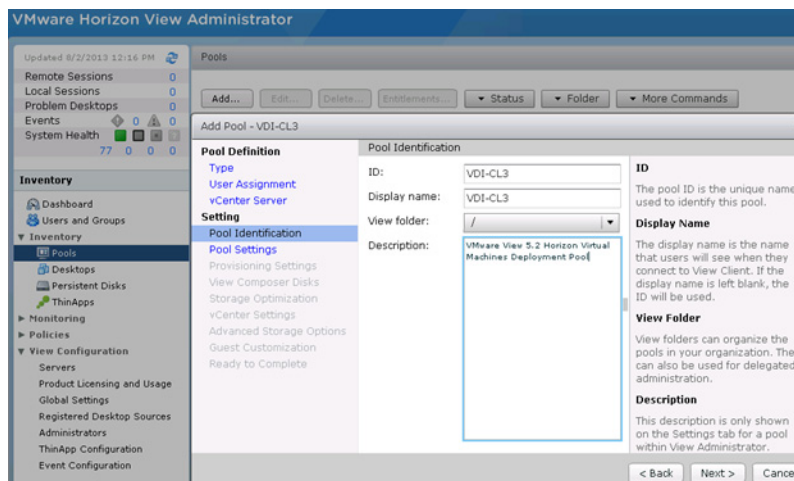 VMware Horizon View Administrator
Updated 8/2/2013 12:16 PM
Remote Sessions 0
Local Sessions 0
Problem Desktops 0
Events 0 0
System Health
77 0 0 0
Inventory
Dashboard
Users and Groups
Inventory
Pools
Desktops
Persistent Disks
ThinApps
Monitoring
Policies
View Configuration
Servers
Product Licensing and Usage
Global Settings
Registered Desktop Sources
Administrators
ThinApp Configuration
Event Configuration
Pools
Add... Edit... Delete... Entitlements... Status Folder More Commands
Add Pool - VDI-CL3
Pool Definition
Type
User Assignment
vCenter Server
Setting
Pool Identification
Pool Settings
Provisioning Settings
View Composer Disks
Storage Optimization
vCenter Settings
Advanced Storage Options
Guest Customization
Ready to Complete
Pool Identification
ID: VDI-CL3
Display name: VDI-CL3
View folder: /
Description: VMware View 5.2 Horizon Virtual
Machines Deployment Pool
ID
The pool ID is the unique name
used to identify this pool.
Display Name
The display name is the name
that users will see when they
connect to View Client. If the
display name is left blank, the
ID will be used.
View Folder
View folders can organize the
pools in your organization. The
can also be used for delegated
administration.
Description
This description is only shown
on the Settings tab for a pool
within View Administrator.
< Back Next > Cance